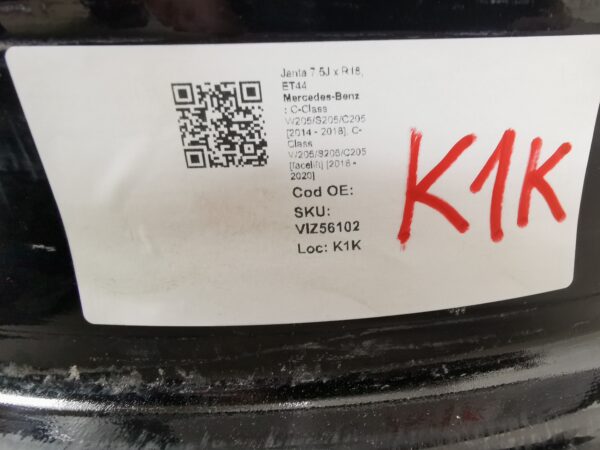 Janta 7.5J x R18,
ET44
Mercedes-Benz
: C-Class
W205/S205/C205
[2014 - 2018], C-
Class
W205/S205/C205
[facelift] [2018 -
2020]
Cod OE:
SKU:
VIZ56102
Loc: K1K
K1K